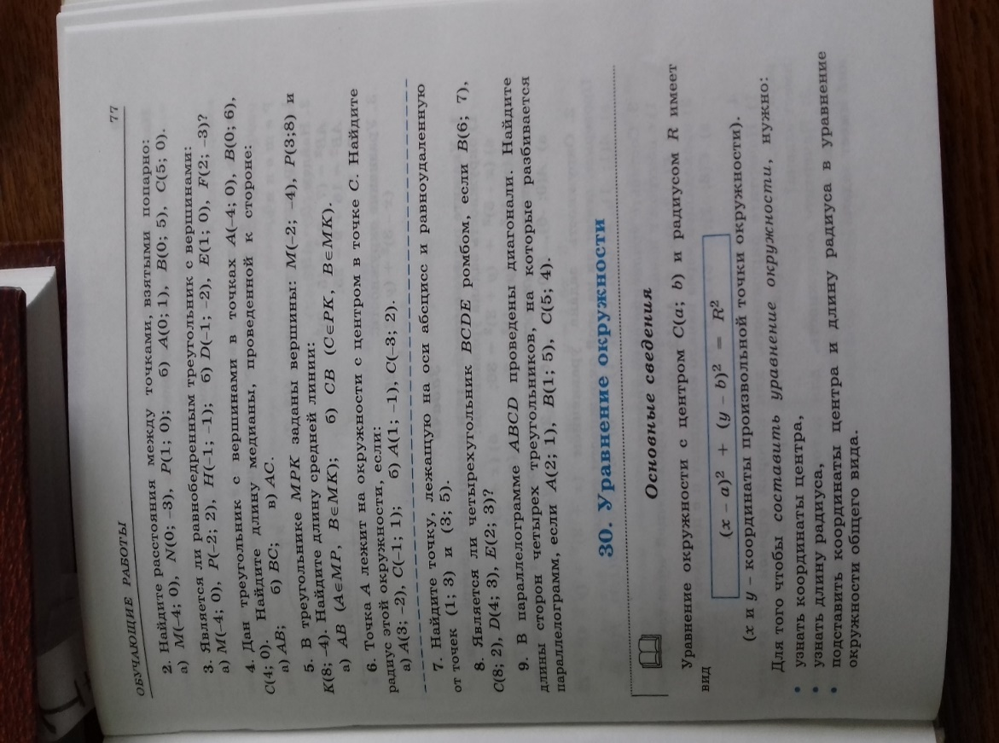 ОБУЧАЮЩИЕ РАБОТЫ 77
2. Найдите расстояния между точками, взятыми попарно:
а) M(−4; 0), N(0; −3), P(1; 0); б) A(0; 1), B(0; 5), C(5; 0).
3. Является ли равнобедренным треугольник с вершинами:
а) M(−4; 0), P(−2; 2), H(−1; −1); б) D(−1; −2), E(1; 0), F(2; −3)?
4. Дан треугольник с вершинами в точках A(−4; 0), B(0; 6),
C(4; 0). Найдите длину медианы, проведенной к стороне:
а) AB; б) BC; в) AC.
5. В треугольнике MPK заданы вершины: M(−2; −4), P(3;8) и
K(8; −4). Найдите длину средней линии:
а) AB (A∈MP, B∈MK); б) CB (C∈PK, B∈MK).
6. Точка A лежит на окружности с центром в точке C. Найдите
радиус этой окружности, если:
а) A(3; −2), C(−1; 1); б) A(1; −1), C(−3; 2).
7. Найдите точку, лежащую на оси абсцисс и равноудаленную
от точек (1; 3) и (3; 5).
8. Является ли четырехугольник BCDE ромбом, если B(6; 7),
C(8; 2), D(4; 3), E(2; 3)?
9. В параллелограмме ABCD проведены диагонали. Найдите
длины сторон четырех треугольников, на которые разбивается
параллелограмм, если A(2; 1), B(1; 5), C(5; 4).
30. Уравнение окружности
Основные сведения
Уравнение окружности с центром C(a; b) и радиусом R имеет
вид
(x − a)² + (y − b)² = R²
(x и y – координаты произвольной точки окружности).
Для того чтобы составить уравнение окружности, нужно:
• узнать координаты центра,
• узнать длину радиуса,
• подставить координаты центра и длину радиуса в уравнение
окружности общего вида.